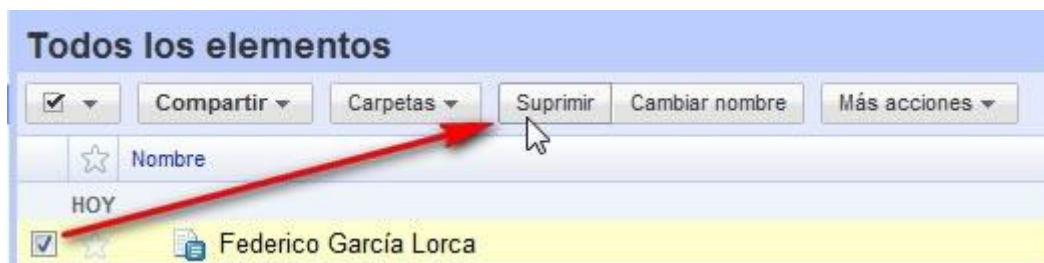 Todos los elementos
Compartir Carpetas Suprimir Cambiar nombre Más acciones
Nombre
HOY
Federico García Lorca